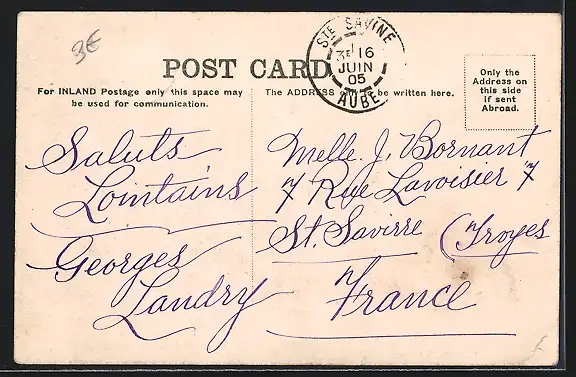 3€
POST CARD
For INLAND Postage only this space may
be used for communication.
The ADDRESS only to be written here.
Only the
Address on
this side
if sent
Abroad.
STE SAVINE
3E 16
JUIN
05
AUBE
Saluts
Lointains
Georges
Landry
Melle. J. Bornant
7 Rue Lavoisier 7
St. Savirre (Troyes
France